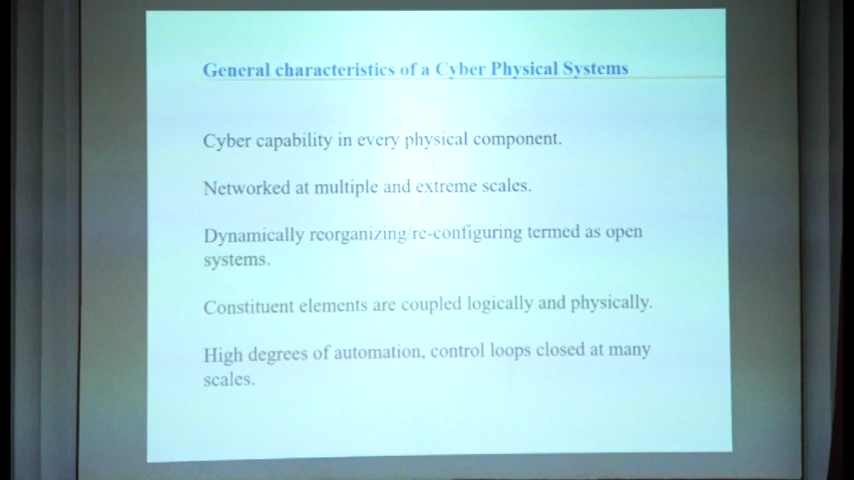 General characteristics of a Cyber Physical Systems
Cyber capability in every physical component.
Networked at multiple and extreme scales.
Dynamically reorganizing/re-configuring termed as open
systems.
Constituent elements are coupled logically and physically.
High degrees of automation, control loops closed at many
scales.